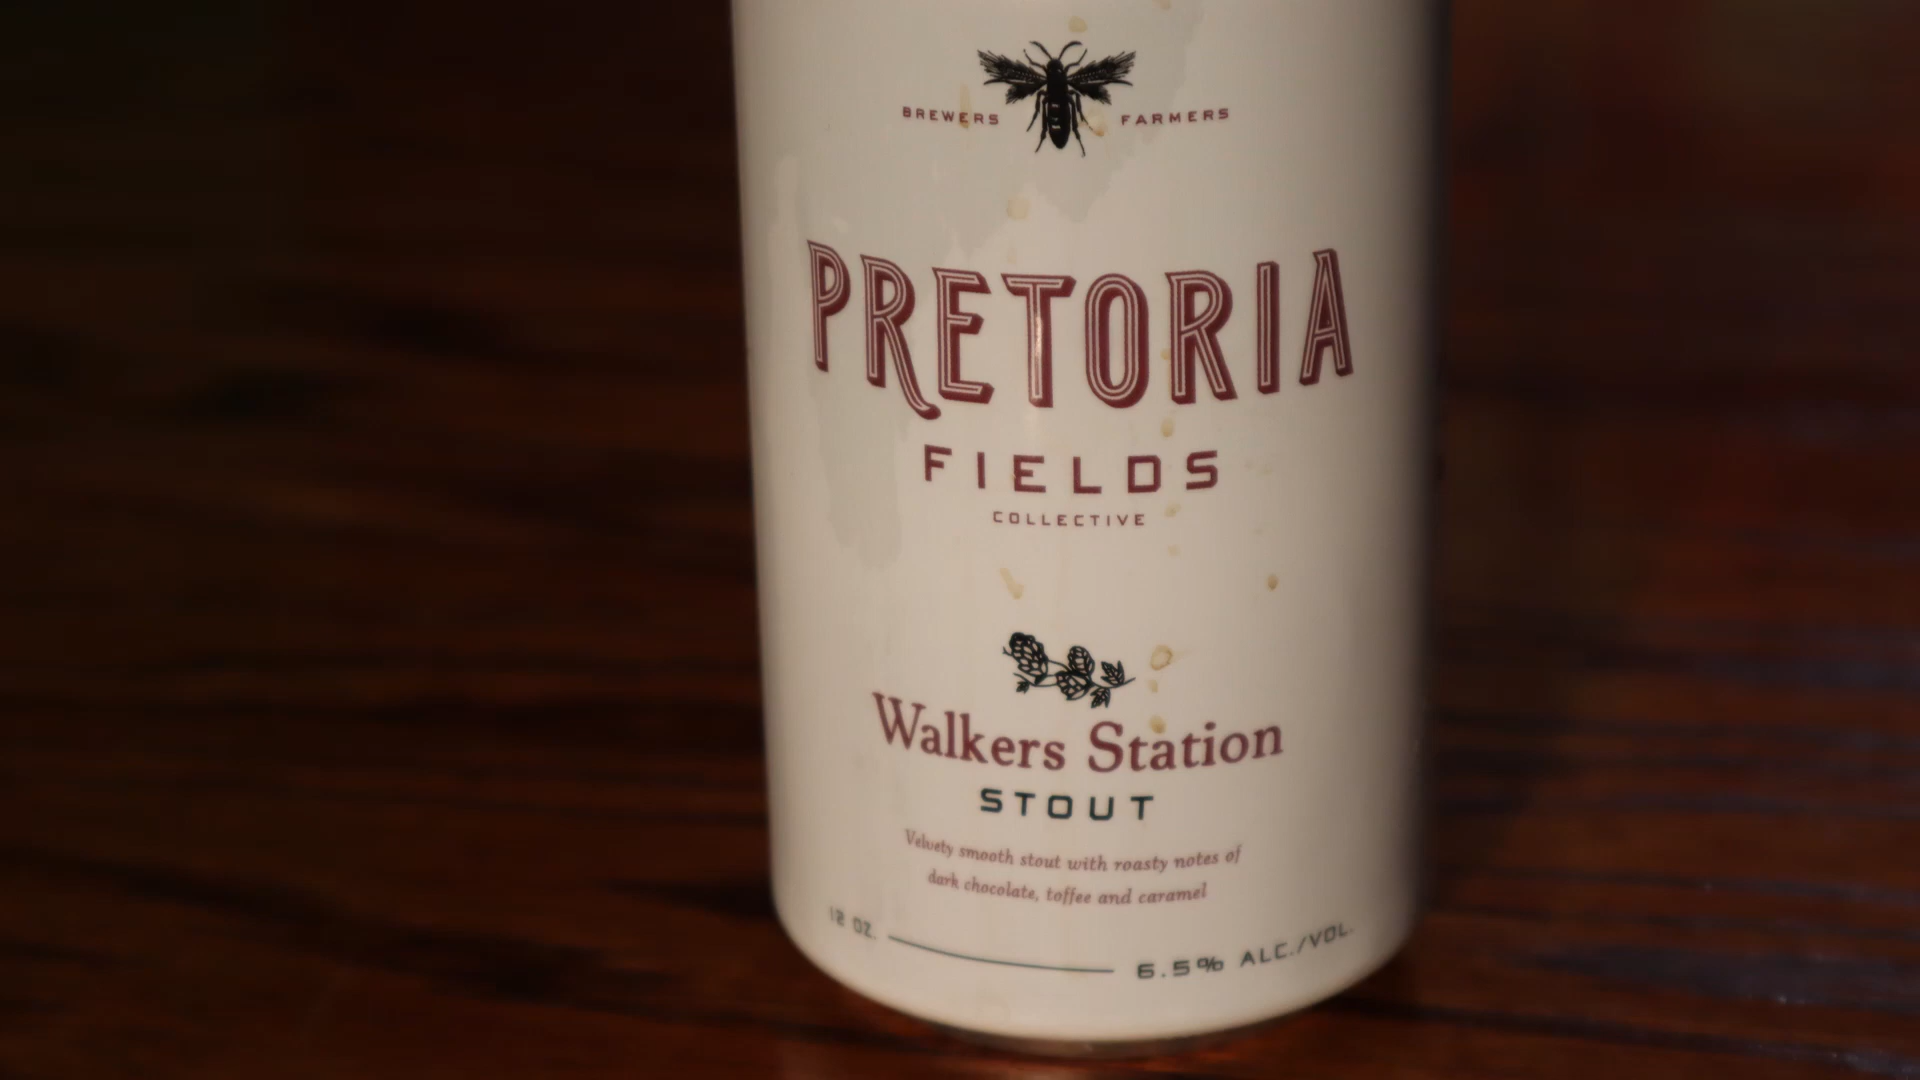 BREWERS FARMERS
PRETORIA
FIELDS
COLLECTIVE
Walkers Station
STOUT
Velvety smooth stout with roasty notes of
dark chocolate, toffee and caramel
12 OZ. 6.5% ALC./VOL.